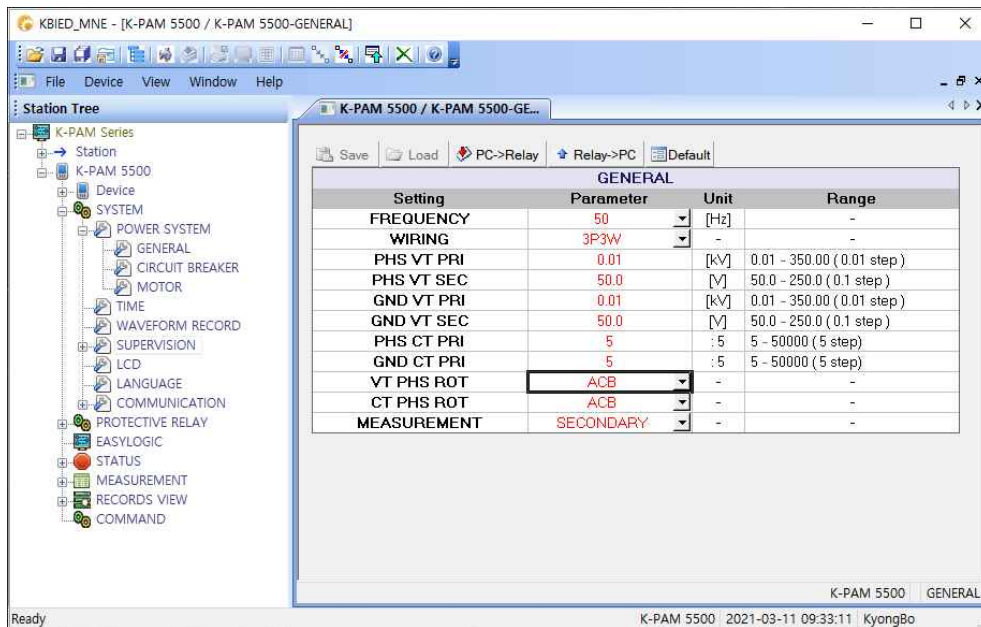 KBIED_MNE - [K-PAM 5500 / K-PAM 5500-GENERAL]
File Device View Window Help
Station Tree
K-PAM Series
Station
K-PAM 5500
Device
SYSTEM
POWER SYSTEM
GENERAL
CIRCUIT BREAKER
MOTOR
TIME
WAVEFORM RECORD
SUPERVISION
LCD
LANGUAGE
COMMUNICATION
PROTECTIVE RELAY
EASYLOGIC
STATUS
MEASUREMENT
RECORDS VIEW
COMMAND
K-PAM 5500 / K-PAM 5500-GE...
Save Load PC->Relay Relay->PC Default
GENERAL
Setting Parameter Unit Range
FREQUENCY 50 [Hz] -
WIRING 3P3W - -
PHS VT PRI 0.01 [kV] 0.01 - 350.00 ( 0.01 step )
PHS VT SEC 50.0 [V] 50.0 - 250.0 ( 0.1 step )
GND VT PRI 0.01 [kV] 0.01 - 350.00 ( 0.01 step )
GND VT SEC 50.0 [V] 50.0 - 250.0 ( 0.1 step )
PHS CT PRI 5 : 5 5 - 50000 ( 5 step)
GND CT PRI 5 : 5 5 - 50000 ( 5 step)
VT PHS ROT ACB - -
CT PHS ROT ACB - -
MEASUREMENT SECONDARY - -
K-PAM 5500 GENERAL
Ready K-PAM 5500 2021-03-11 09:33:11 KyongBo